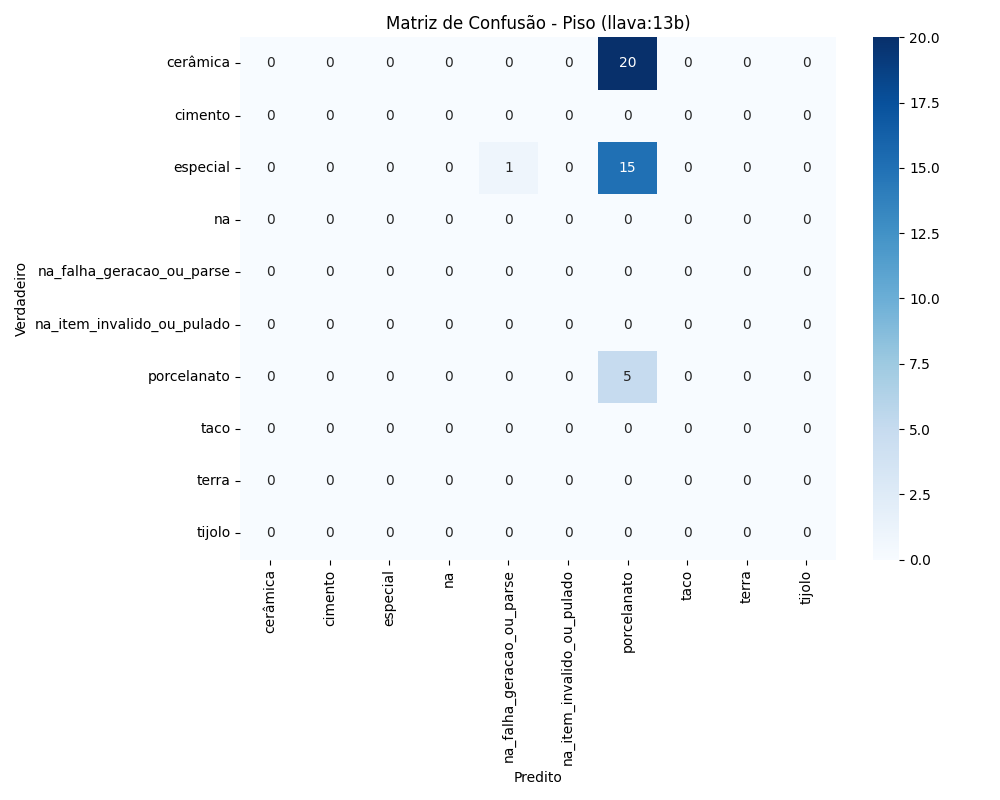 Matriz de Confusão - Piso (llava:13b)
cerâmica 0 0 0 0 0 0 20 0 0 0
cimento 0 0 0 0 0 0 0 0 0 0
especial 0 0 0 0 1 0 15 0 0 0
na 0 0 0 0 0 0 0 0 0 0
na_falha_geracao_ou_parse 0 0 0 0 0 0 0 0 0 0
na_item_invalido_ou_pulado 0 0 0 0 0 0 0 0 0 0
porcelanato 0 0 0 0 0 0 5 0 0 0
taco 0 0 0 0 0 0 0 0 0 0
terra 0 0 0 0 0 0 0 0 0 0
tijolo 0 0 0 0 0 0 0 0 0 0
Verdadeiro
cerâmica
cimento
especial
na
na_falha_geracao_ou_parse
na_item_invalido_ou_pulado
porcelanato
taco
terra
tijolo
Predito
20.0
17.5
15.0
12.5
10.0
7.5
5.0
2.5
0.0